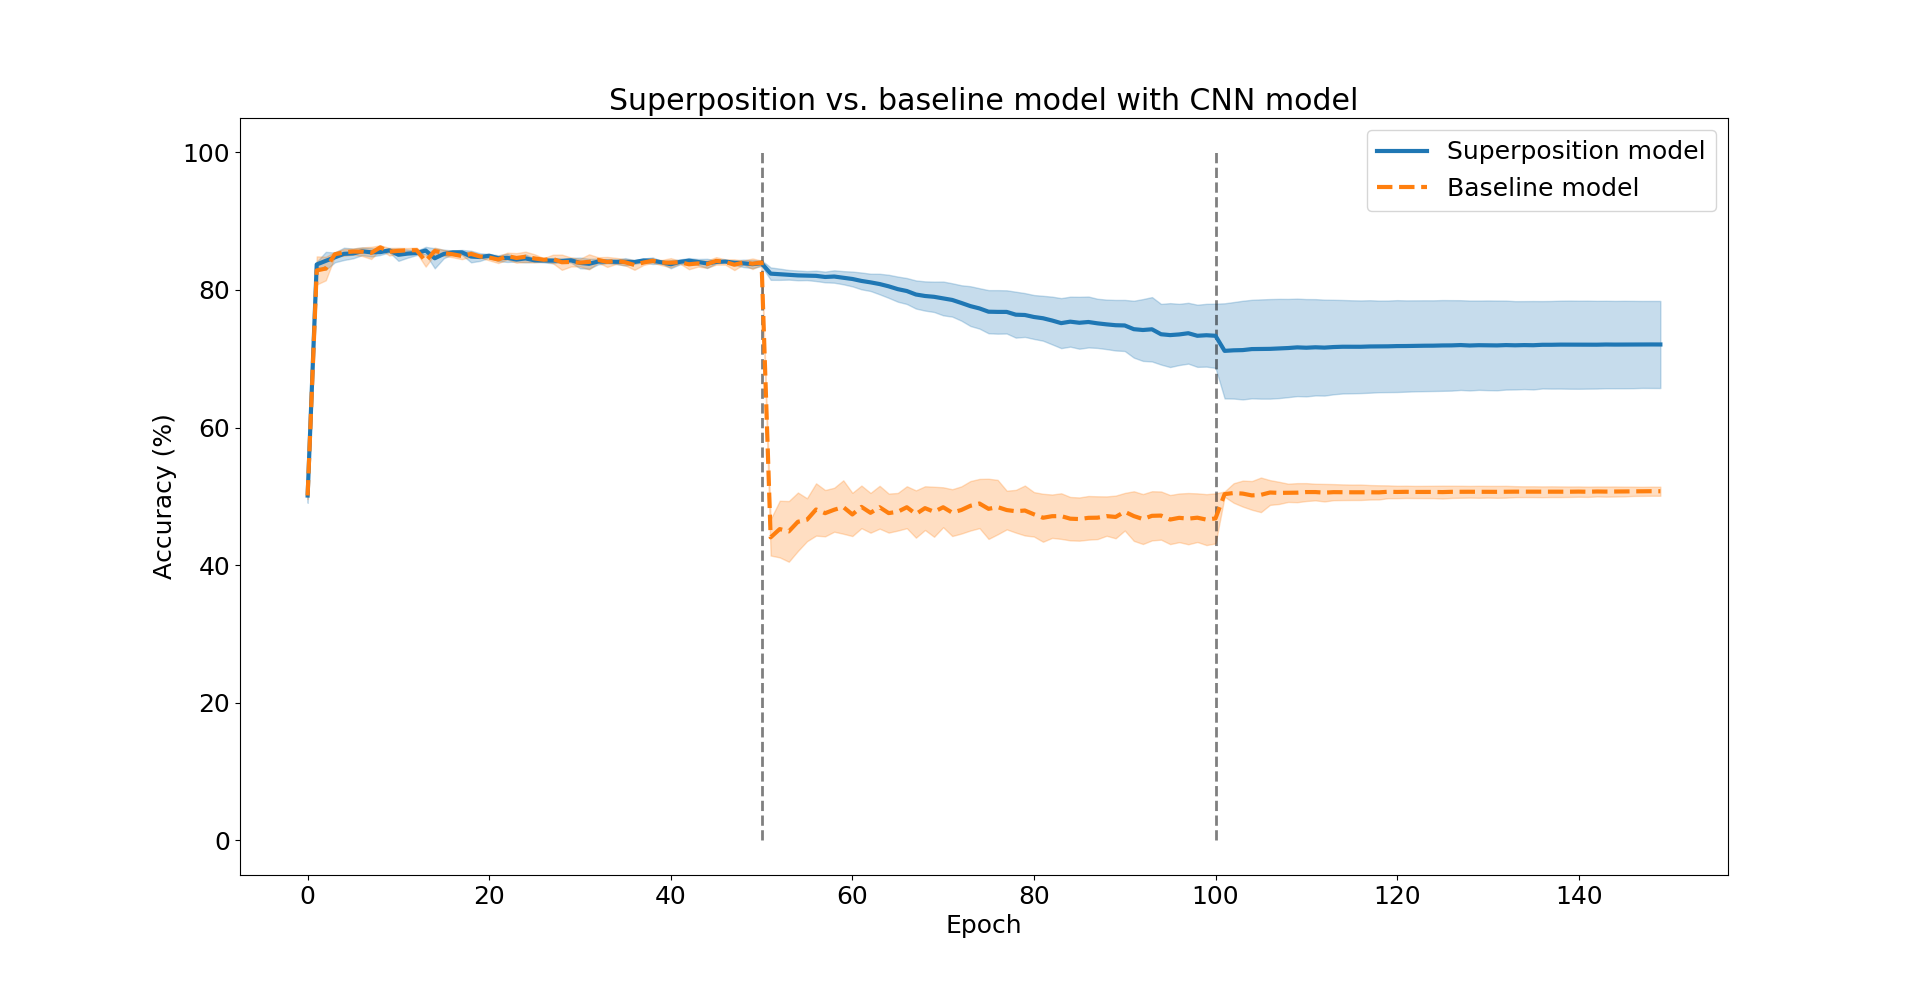 Superposition vs. baseline model with CNN model
Superposition model
Baseline model
Accuracy (%)
100
80
60
40
20
0
0 20 40 60 80 100 120 140
Epoch